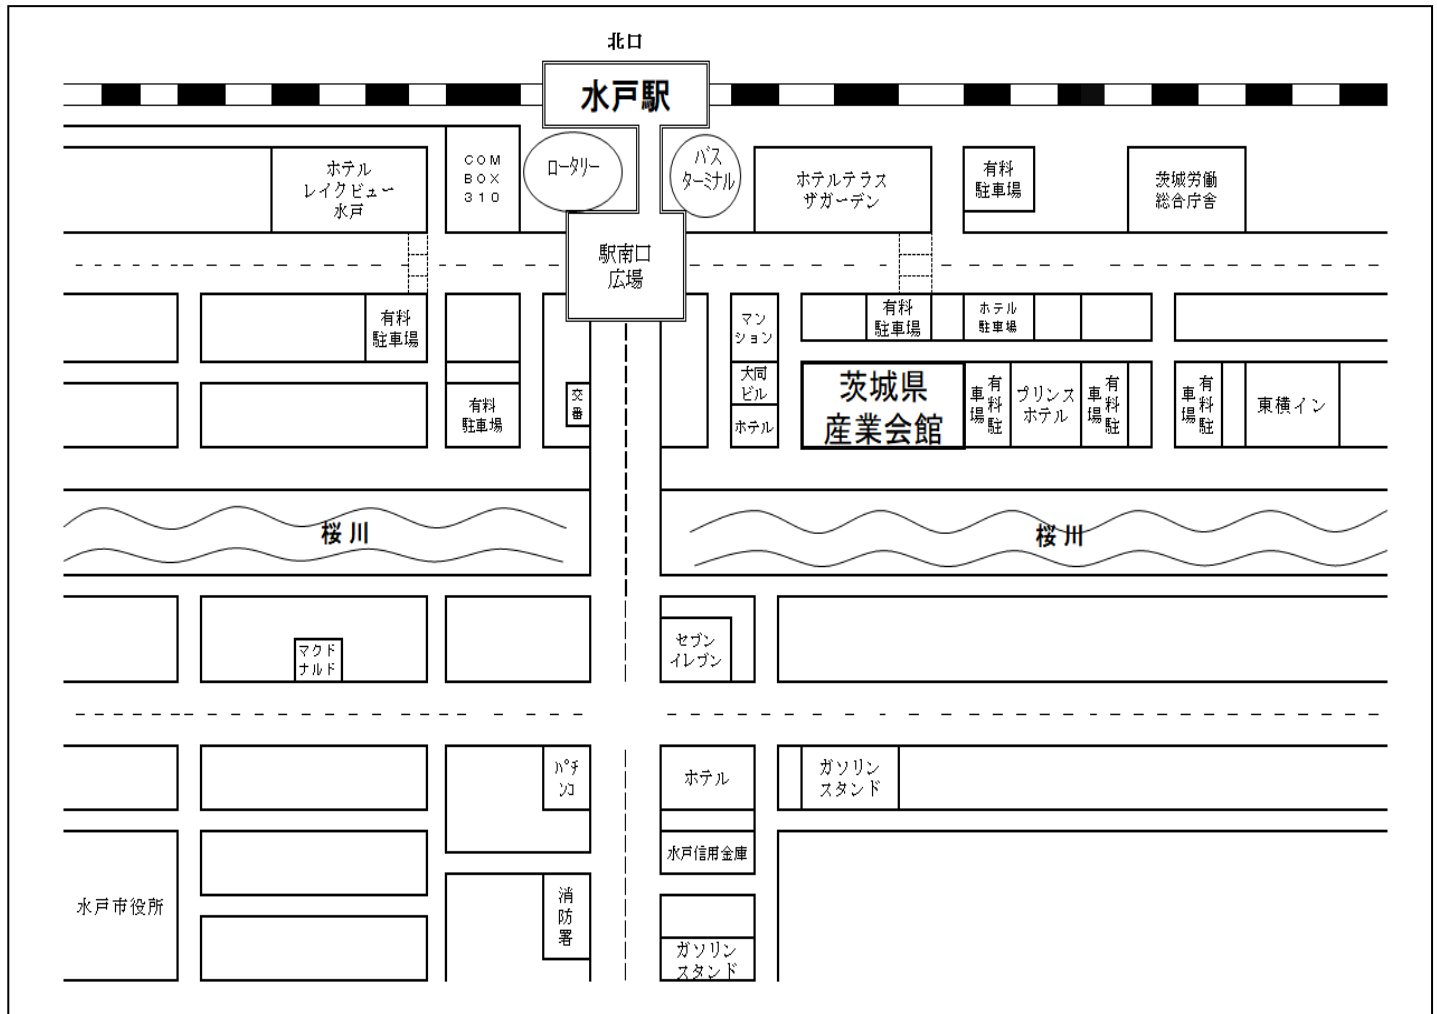 北口
水戸駅
ロータリー
バス
ターミナル
ホテル
レイクビュー
水戸
COM
BOX
310
ホテルテラス
ザガーデン
有料
駐車場
茨城労働
総合庁舎
駅南口
広場
有料
駐車場
マン
ション
有料
駐車場
ホテル
駐車場
大同
ビル
ホテル
茨城県
産業会館
有料駐
車場
プリンス
ホテル
有料駐
車場
有料駐
車場
東横イン
有料
駐車場
交番
桜川
桜川
マクド
ナルド
セブン
イレブン
パチ
ンコ
ホテル
ガソリン
スタンド
水戸信用金庫
水戸市役所
消防署
ガソリン
スタンド